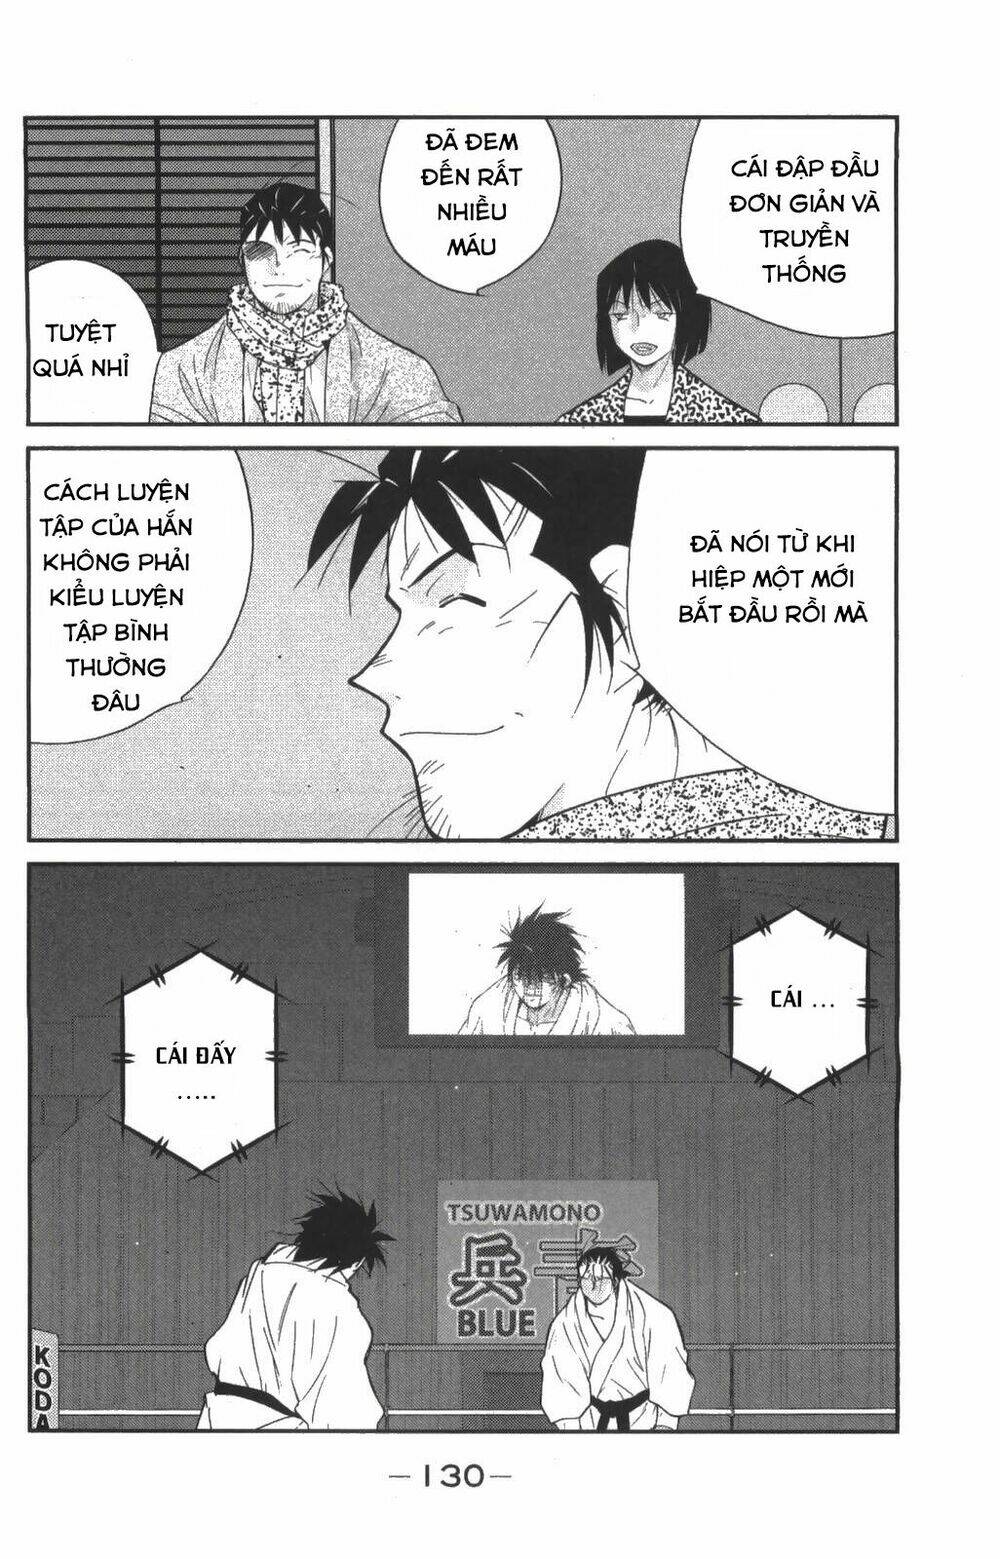 CÁI ĐẬP ĐẦU
ĐƠN GIẢN VÀ
TRUYỀN
THỐNG
ĐÃ ĐEM
ĐẾN RẤT
NHIỀU
MÁU
TUYỆT
QUÁ NHỈ
ĐÃ NÓI TỪ KHI
HIỆP MỘT MỚI
BẮT ĐẦU RỒI MÀ
CÁCH LUYỆN
TẬP CỦA HẮN
KHÔNG PHẢI
KIỂU LUYỆN
TẬP BÌNH
THƯỜNG
ĐÂU
CÁI ...
CÁI ĐẤY
.....
TSUWAMONO
兵
BLUE
KODA
—130—